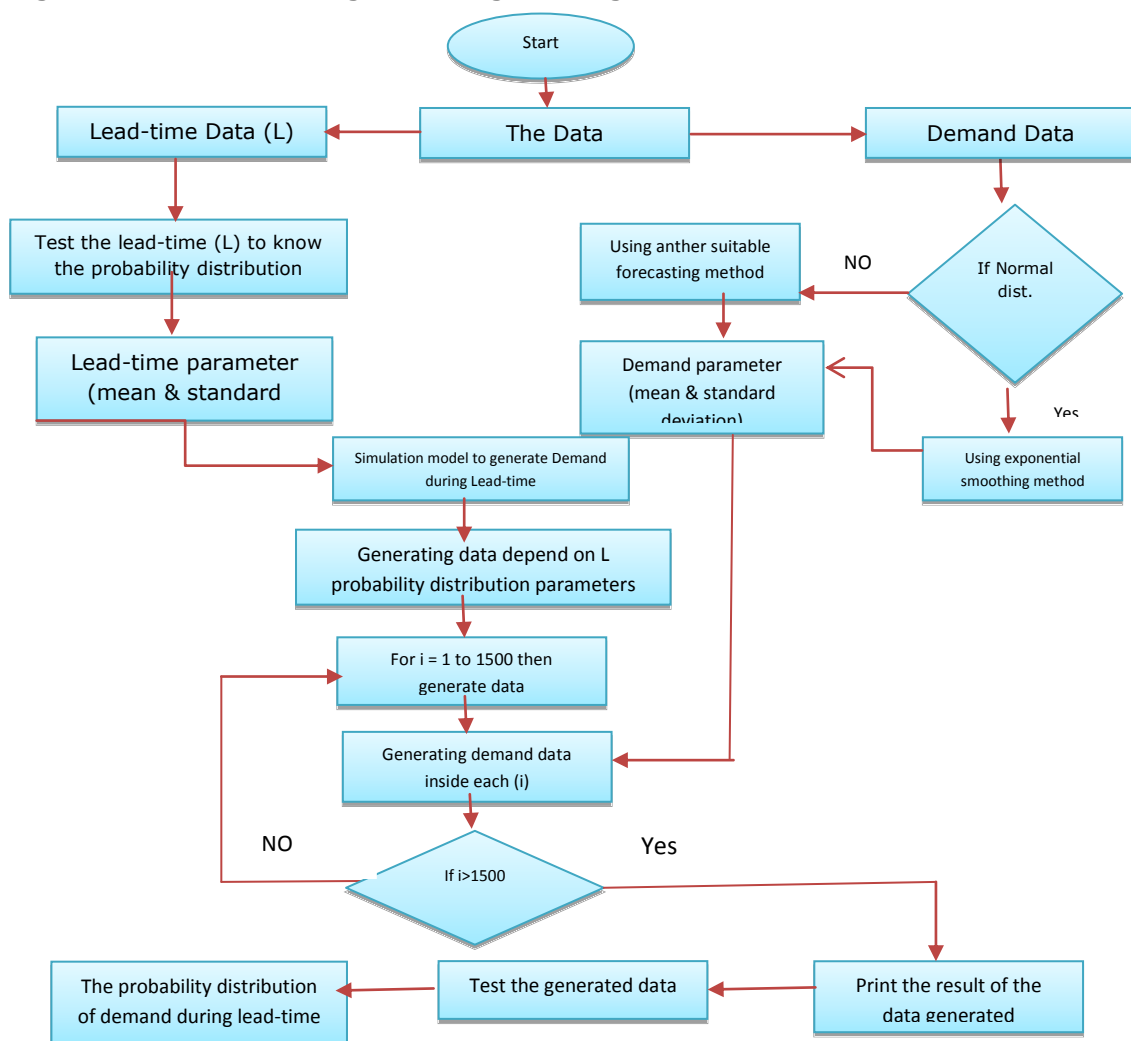 Start
Lead-time Data (L)
The Data
Demand Data
Test the lead-time (L) to know
the probability distribution
Using anther suitable
forecasting method
NO
If Normal
dist.
Lead-time parameter
(mean & standard
Demand parameter
(mean & standard
deviation)
Yes
Using exponential
smoothing method
Simulation model to generate Demand
during Lead-time
Generating data depend on L
probability distribution parameters
For i = 1 to 1500 then
generate data
Generating demand data
inside each (i)
NO
Yes
If i>1500
The probability distribution
of demand during lead-time
Test the generated data
Print the result of the
data generated